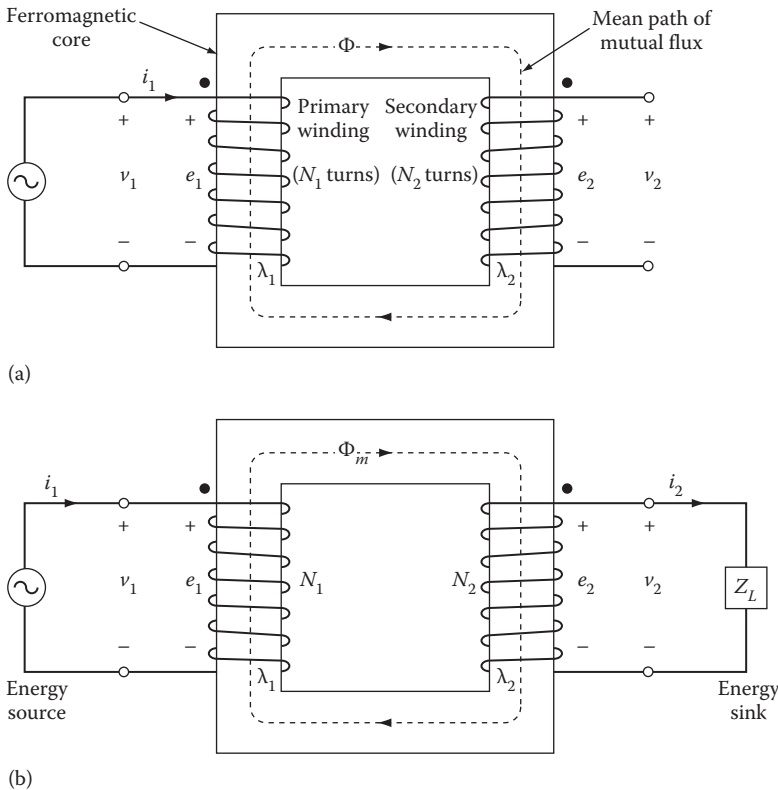 Ferromagnetic
core
Mean path of
mutual flux
Φ
i₁
Primary
winding
Secondary
winding
+ +
+ +
v₁ e₁
(N₁ turns) (N₂ turns)
e₂ v₂
− −
− −
λ₁ λ₂
(a)
Φₘ
i₁
i₂
+ +
+ +
v₁ e₁ N₁
N₂ e₂ v₂
Z_L
− −
− −
λ₁ λ₂
Energy
source
Energy
sink
(b)